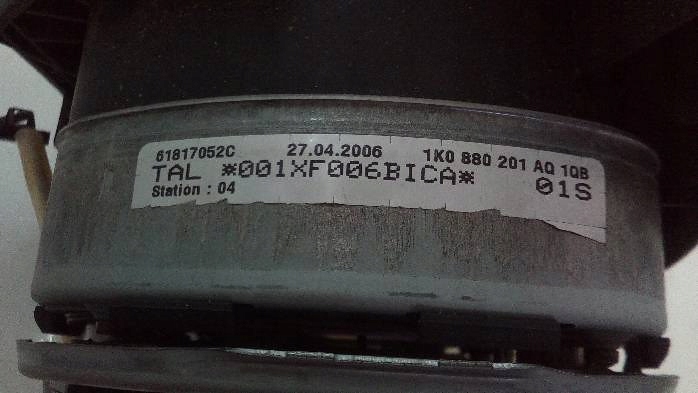 61817052C 27.04.2006 1K0 880 201 AQ 1QB
TAL *001XF006BICA* 01S
Station : 04